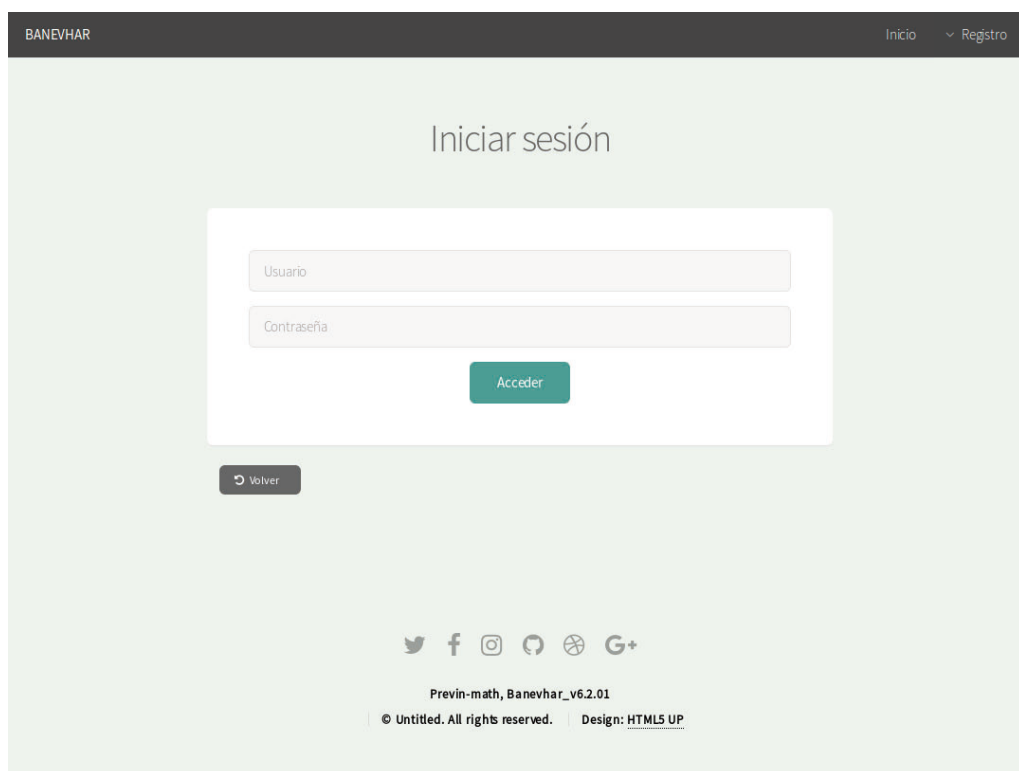 BANEVHAR Inicio Registro
Iniciar sesión
Usuario
Contraseña
Acceder
Volver
Previn-math, Banevhar_v6.2.01
© Untitled. All rights reserved. Design: HTML5 UP